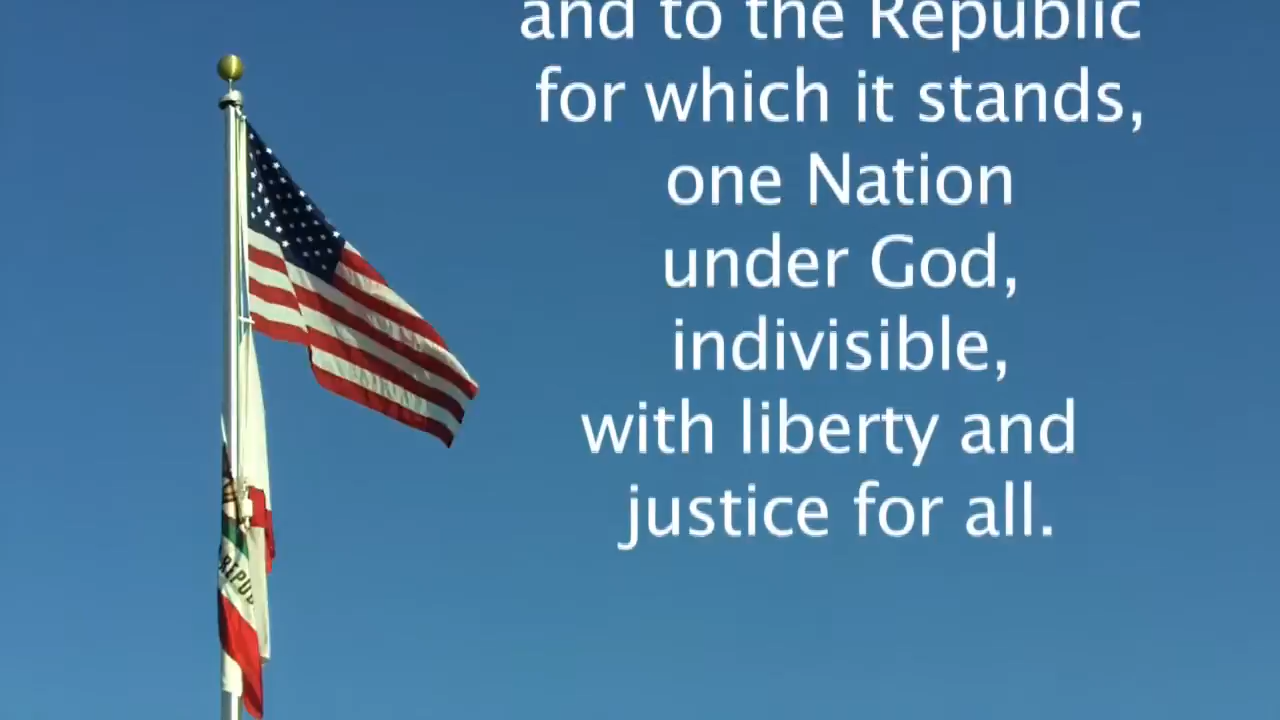 and to the Republic
for which it stands,
one Nation
under God,
indivisible,
with liberty and
justice for all.
REPU